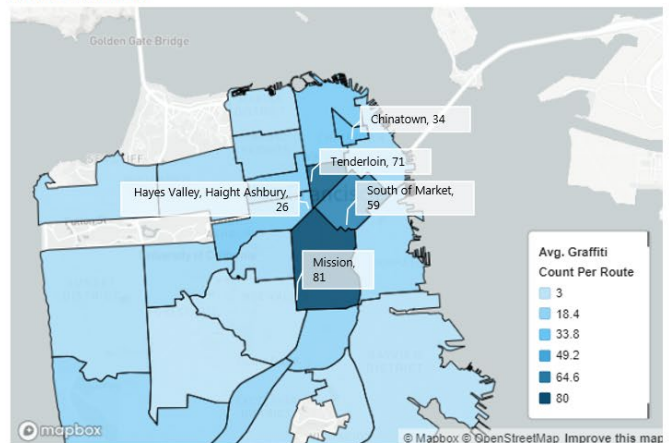 Golden Gate Bridge
Chinatown, 34
Tenderloin, 71
Hayes Valley, Haight Ashbury,
26
South of Market,
59
Mission,
81
Avg. Graffiti
Count Per Route
3
18.4
33.8
49.2
64.6
80
mapbox
© Mapbox © OpenStreetMap Improve this map